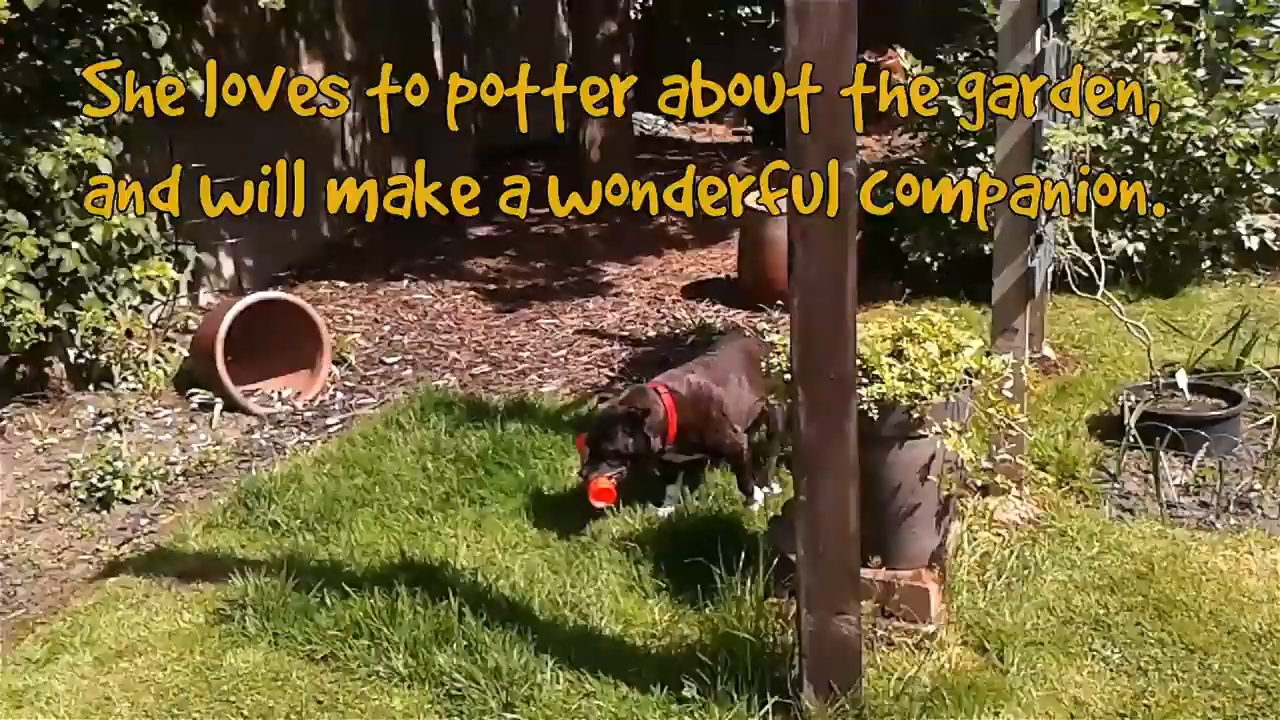 She loves to potter about the garden,
and will make a wonderful companion.